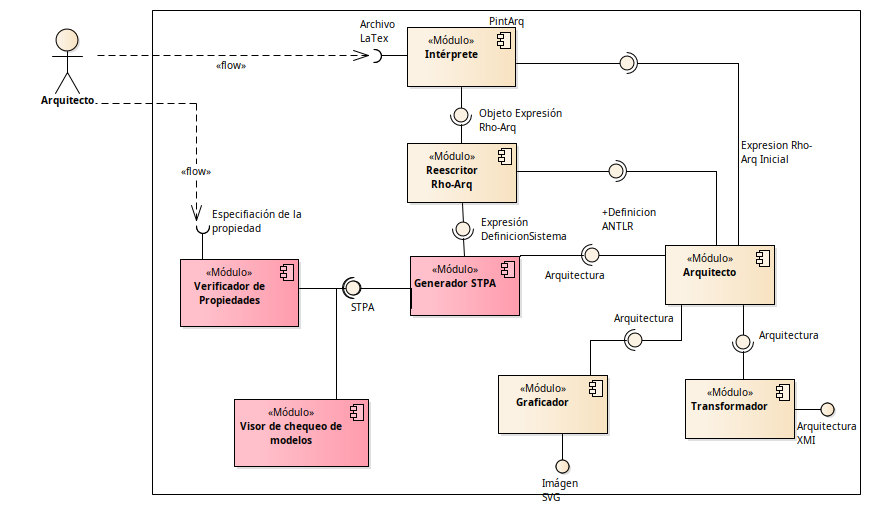 PintArq
Archivo
LaTex
«Módulo»
Intérprete
«flow»
Arquitecto
Objeto Expresión
Rho-Arq
Expresion Rho-
Arq Inicial
«Módulo»
Reescritor
Rho-Arq
«flow»
Especifiación de la
propiedad
Expresión
DefinicionSistema
+Definicion
ANTLR
«Módulo»
Verificador de
Propiedades
STPA
«Módulo»
Generador STPA
Arquitectura
«Módulo»
Arquitecto
Arquitectura
Arquitectura
«Módulo»
Visor de chequeo de
modelos
«Módulo»
Graficador
«Módulo»
Transformador
Arquitectura
XMI
Imágen
SVG